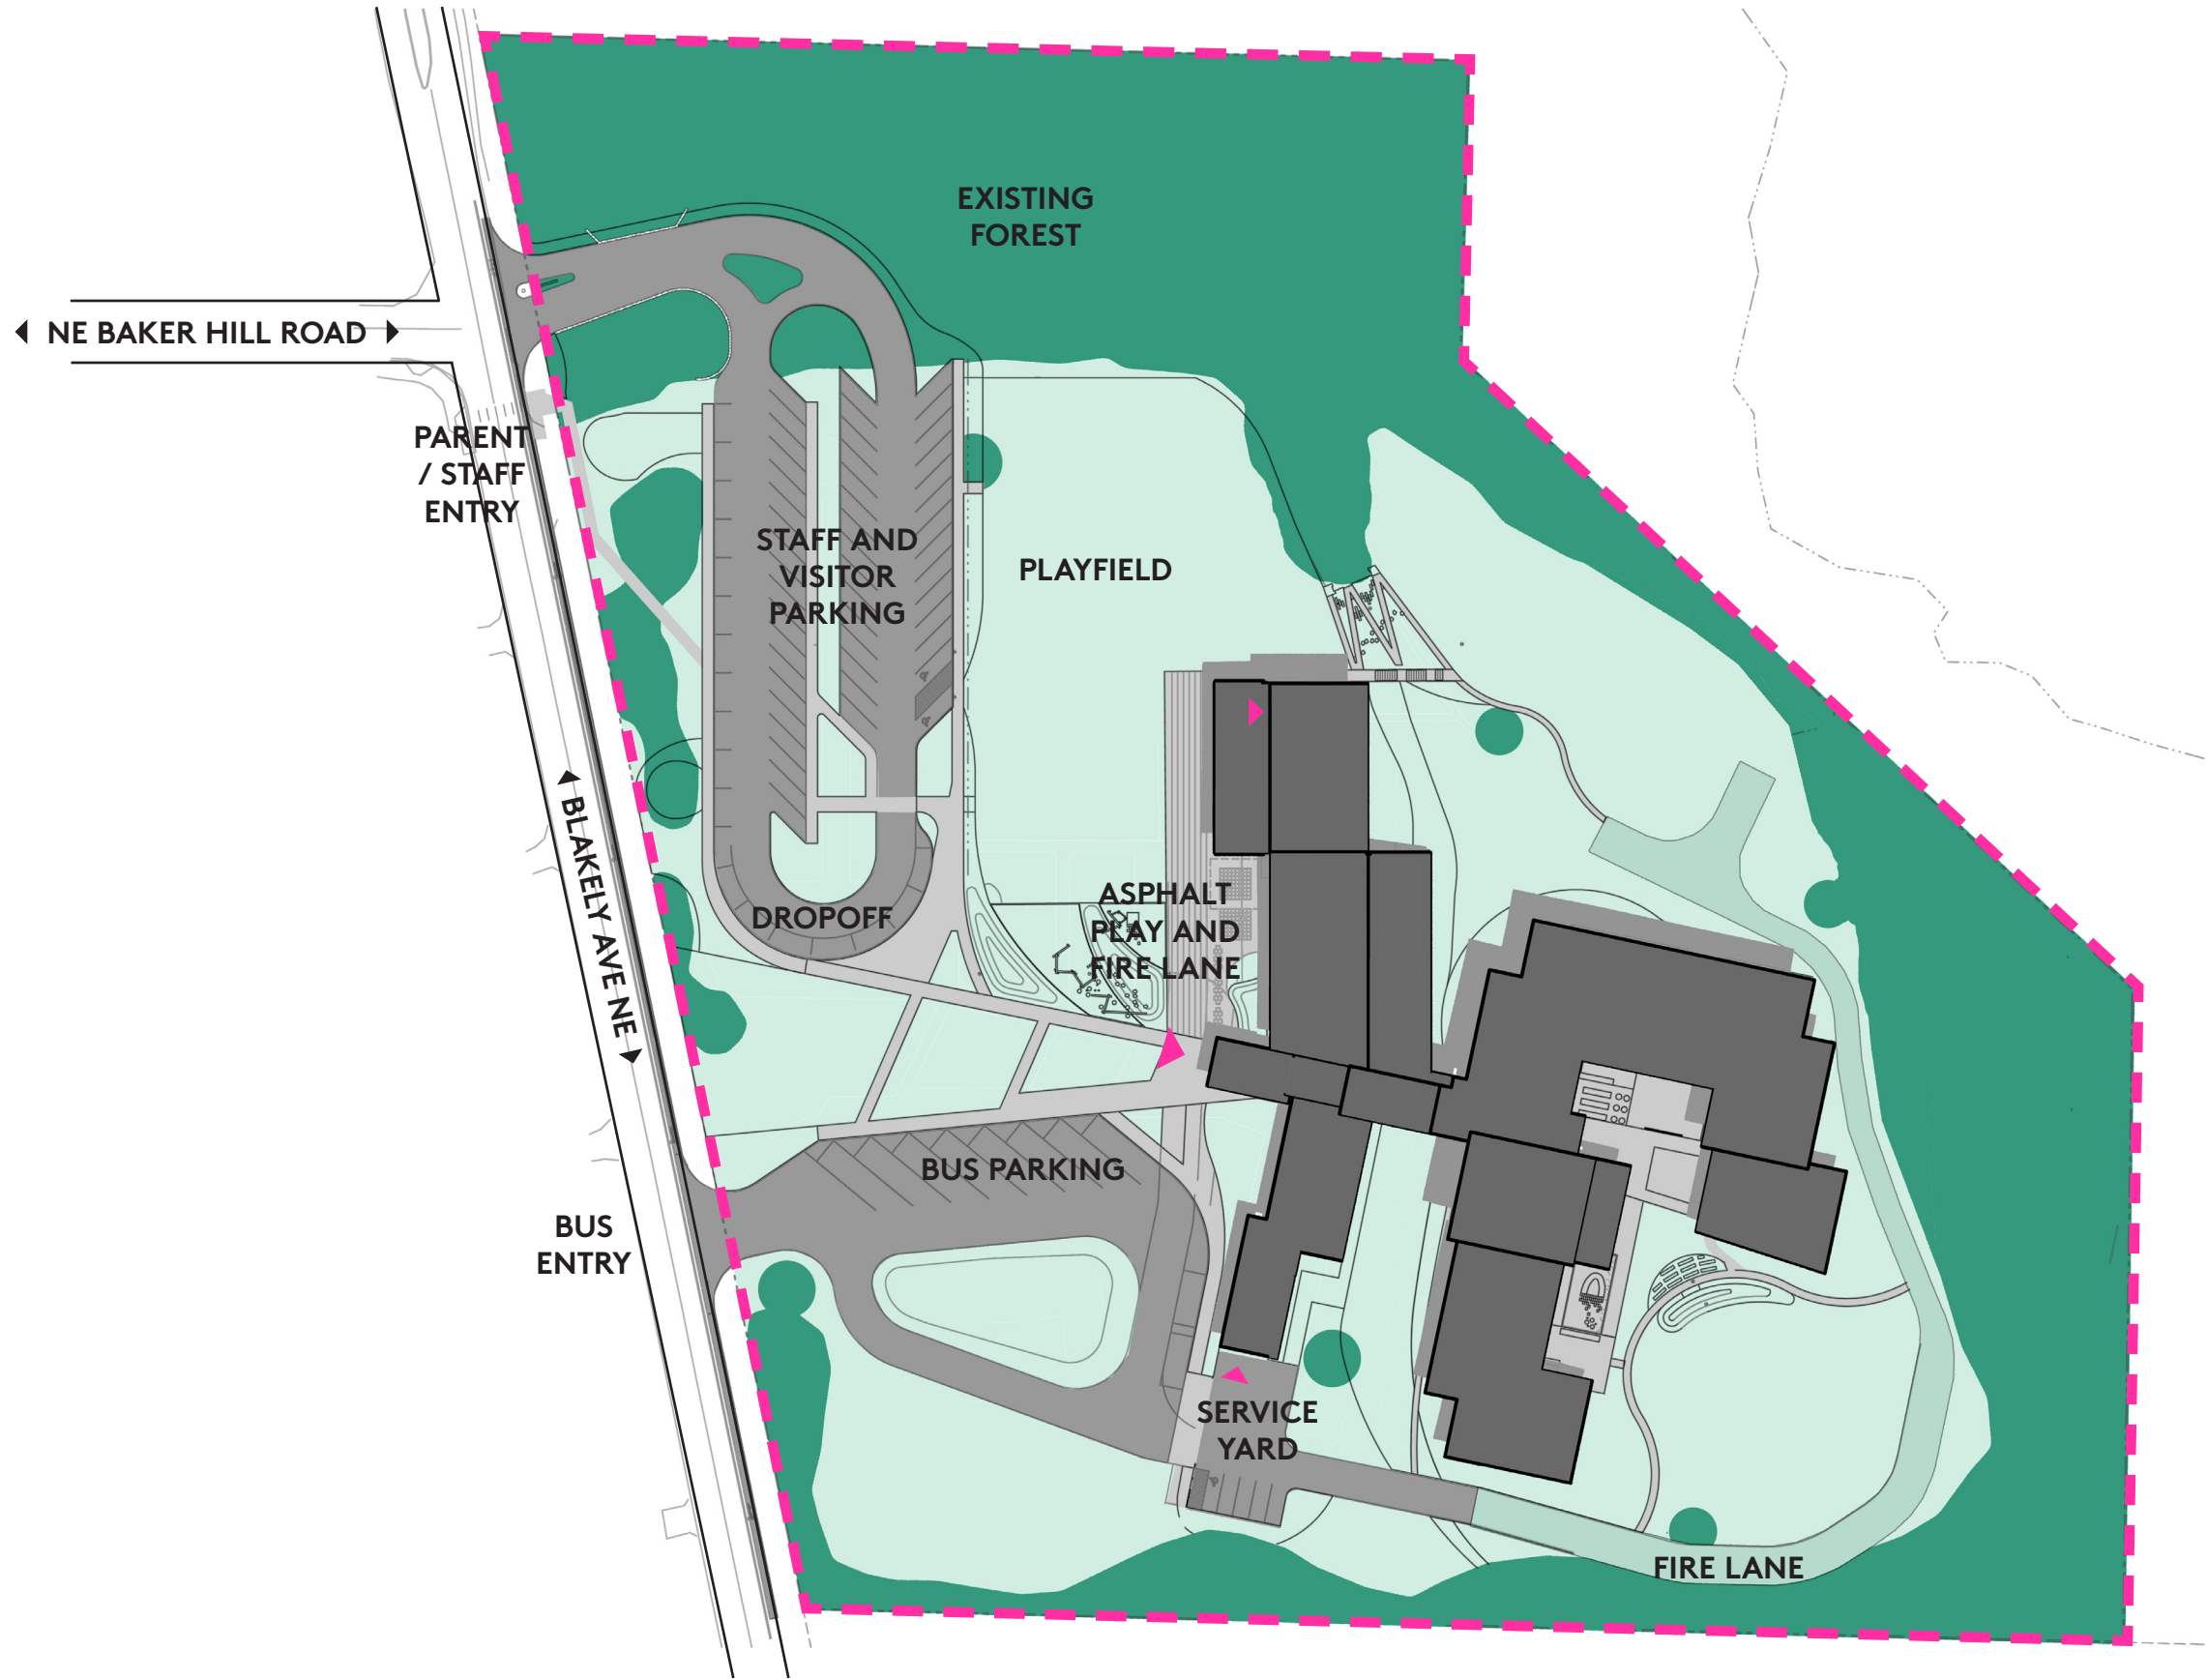 EXISTING
FOREST
NE BAKER HILL ROAD
PARENT
/ STAFF
ENTRY
STAFF AND
VISITOR
PARKING
PLAYFIELD
BLAKELY AVE NE
DROPOFF
ASPHALT
PLAY AND
FIRE LANE
BUS PARKING
BUS
ENTRY
SERVICE
YARD
FIRE LANE